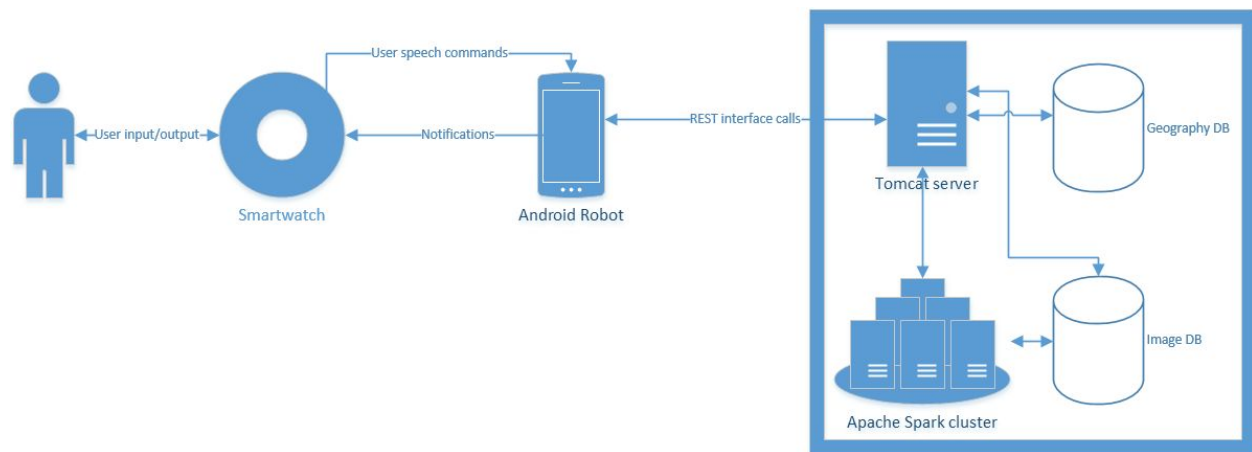 User speech commands
User input/output
Notifications
REST interface calls
Geography DB
Smartwatch
Android Robot
Tomcat server
Image DB
Apache Spark cluster